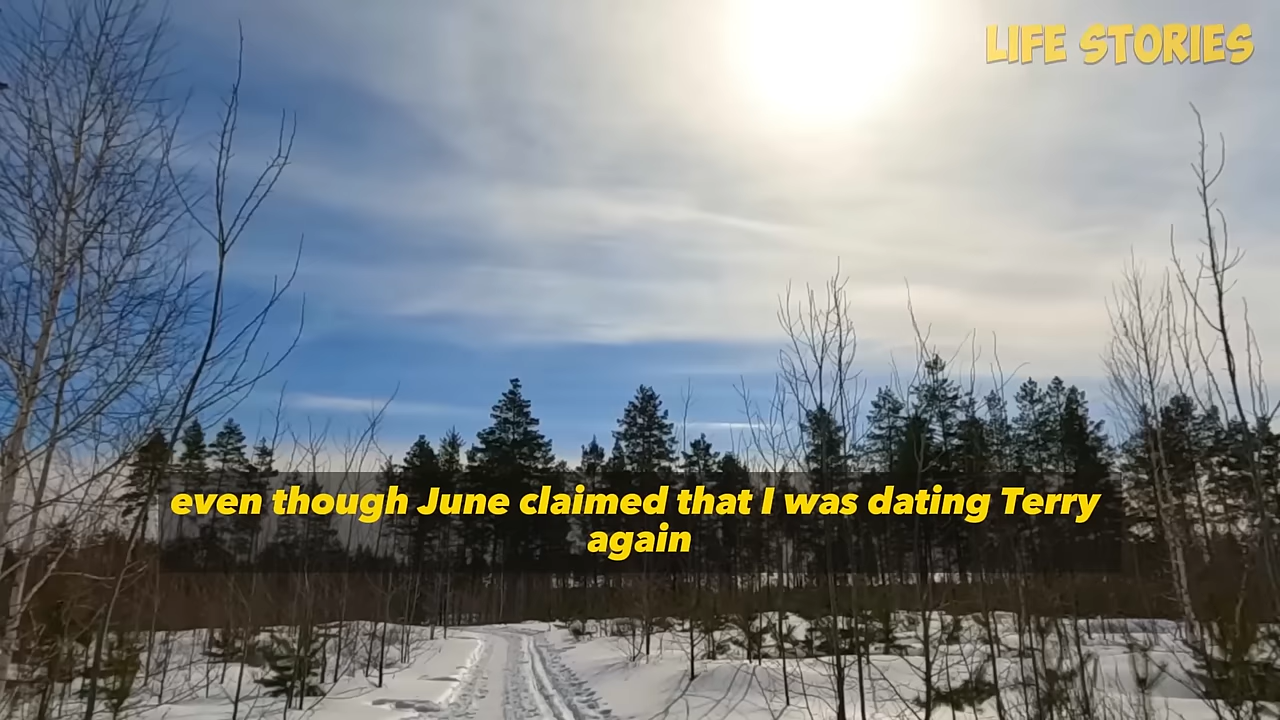 LIFE STORIES
even though June claimed that I was dating Terry
again